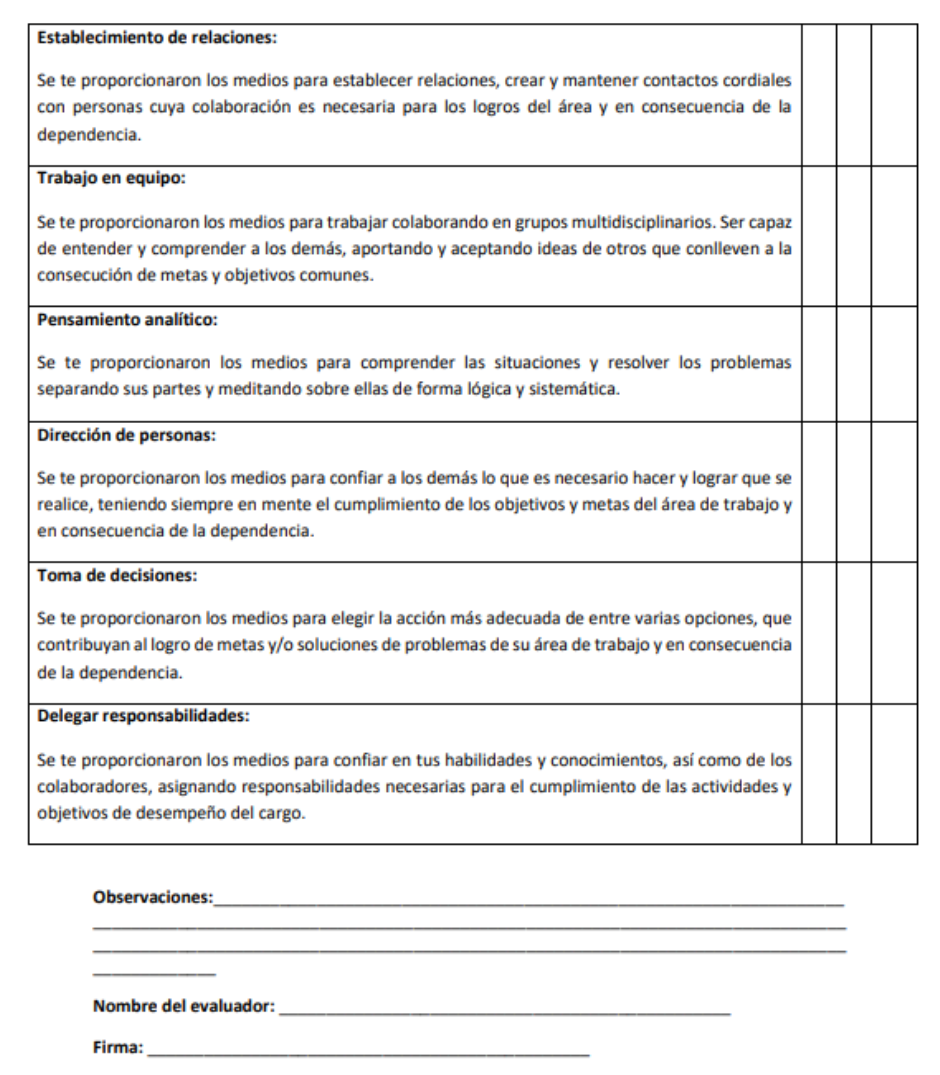 Establecimiento de relaciones:
Se te proporcionaron los medios para establecer relaciones, crear y mantener contactos cordiales
con personas cuya colaboración es necesaria para los logros del área y en consecuencia de la
dependencia.
Trabajo en equipo:
Se te proporcionaron los medios para trabajar colaborando en grupos multidisciplinarios. Ser capaz
de entender y comprender a los demás, aportando y aceptando ideas de otros que conlleven a la
consecución de metas y objetivos comunes.
Pensamiento analítico:
Se te proporcionaron los medios para comprender las situaciones y resolver los problemas
separando sus partes y meditando sobre ellas de forma lógica y sistemática.
Dirección de personas:
Se te proporcionaron los medios para confiar a los demás lo que es necesario hacer y lograr que se
realice, teniendo siempre en mente el cumplimiento de los objetivos y metas del área de trabajo y
en consecuencia de la dependencia.
Toma de decisiones:
Se te proporcionaron los medios para elegir la acción más adecuada de entre varias opciones, que
contribuyan al logro de metas y/o soluciones de problemas de su área de trabajo y en consecuencia
de la dependencia.
Delegar responsabilidades:
Se te proporcionaron los medios para confiar en tus habilidades y conocimientos, así como de los
colaboradores, asignando responsabilidades necesarias para el cumplimiento de las actividades y
objetivos de desempeño del cargo.
Observaciones:
Nombre del evaluador:
Firma: